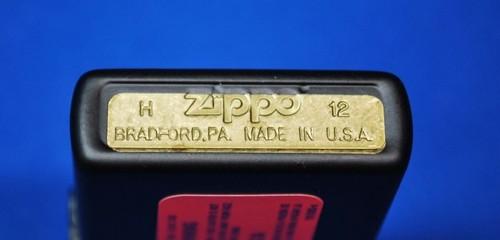 H zippo 12
BRADFORD,PA. MADE IN U.S.A.